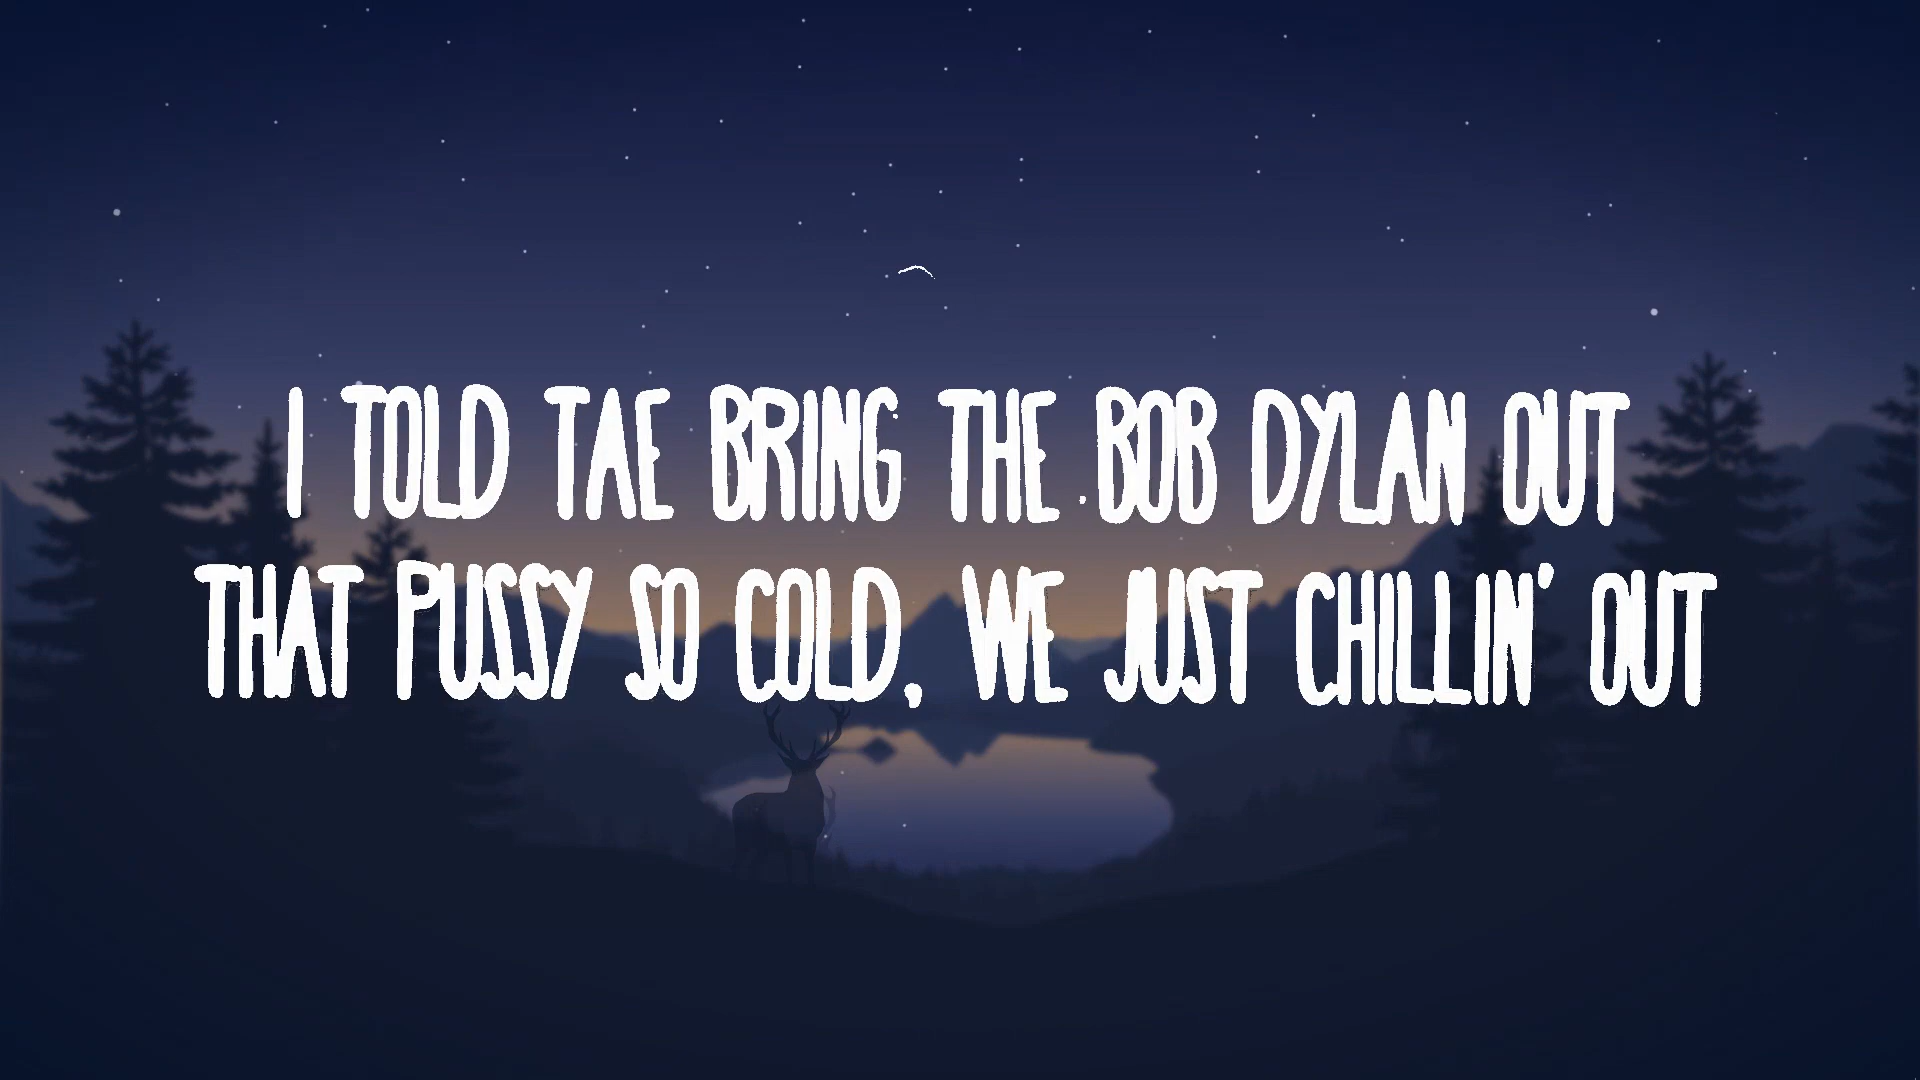 I TOLD TAE BRING THE BOB DYLAN OUT
THAT PUSSY SO COLD, WE JUST CHILLIN' OUT